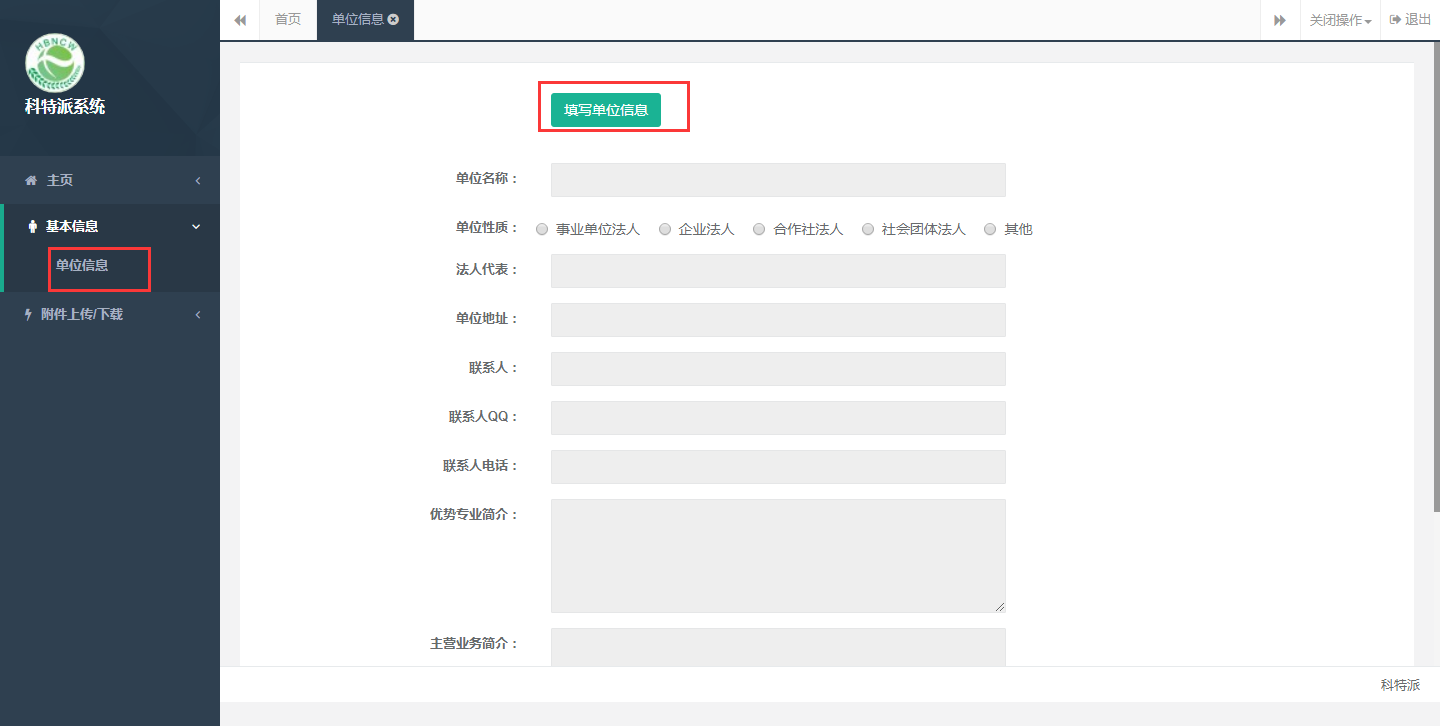 首页
单位信息
关闭操作
退出
HBNCW
科特派系统
主页
基本信息
单位信息
附件上传/下载
填写单位信息
单位名称：
单位性质：
事业单位法人 企业法人 合作社法人 社会团体法人 其他
法人代表：
单位地址：
联系人：
联系人QQ：
联系人电话：
优势专业简介：
主营业务简介：
科特派